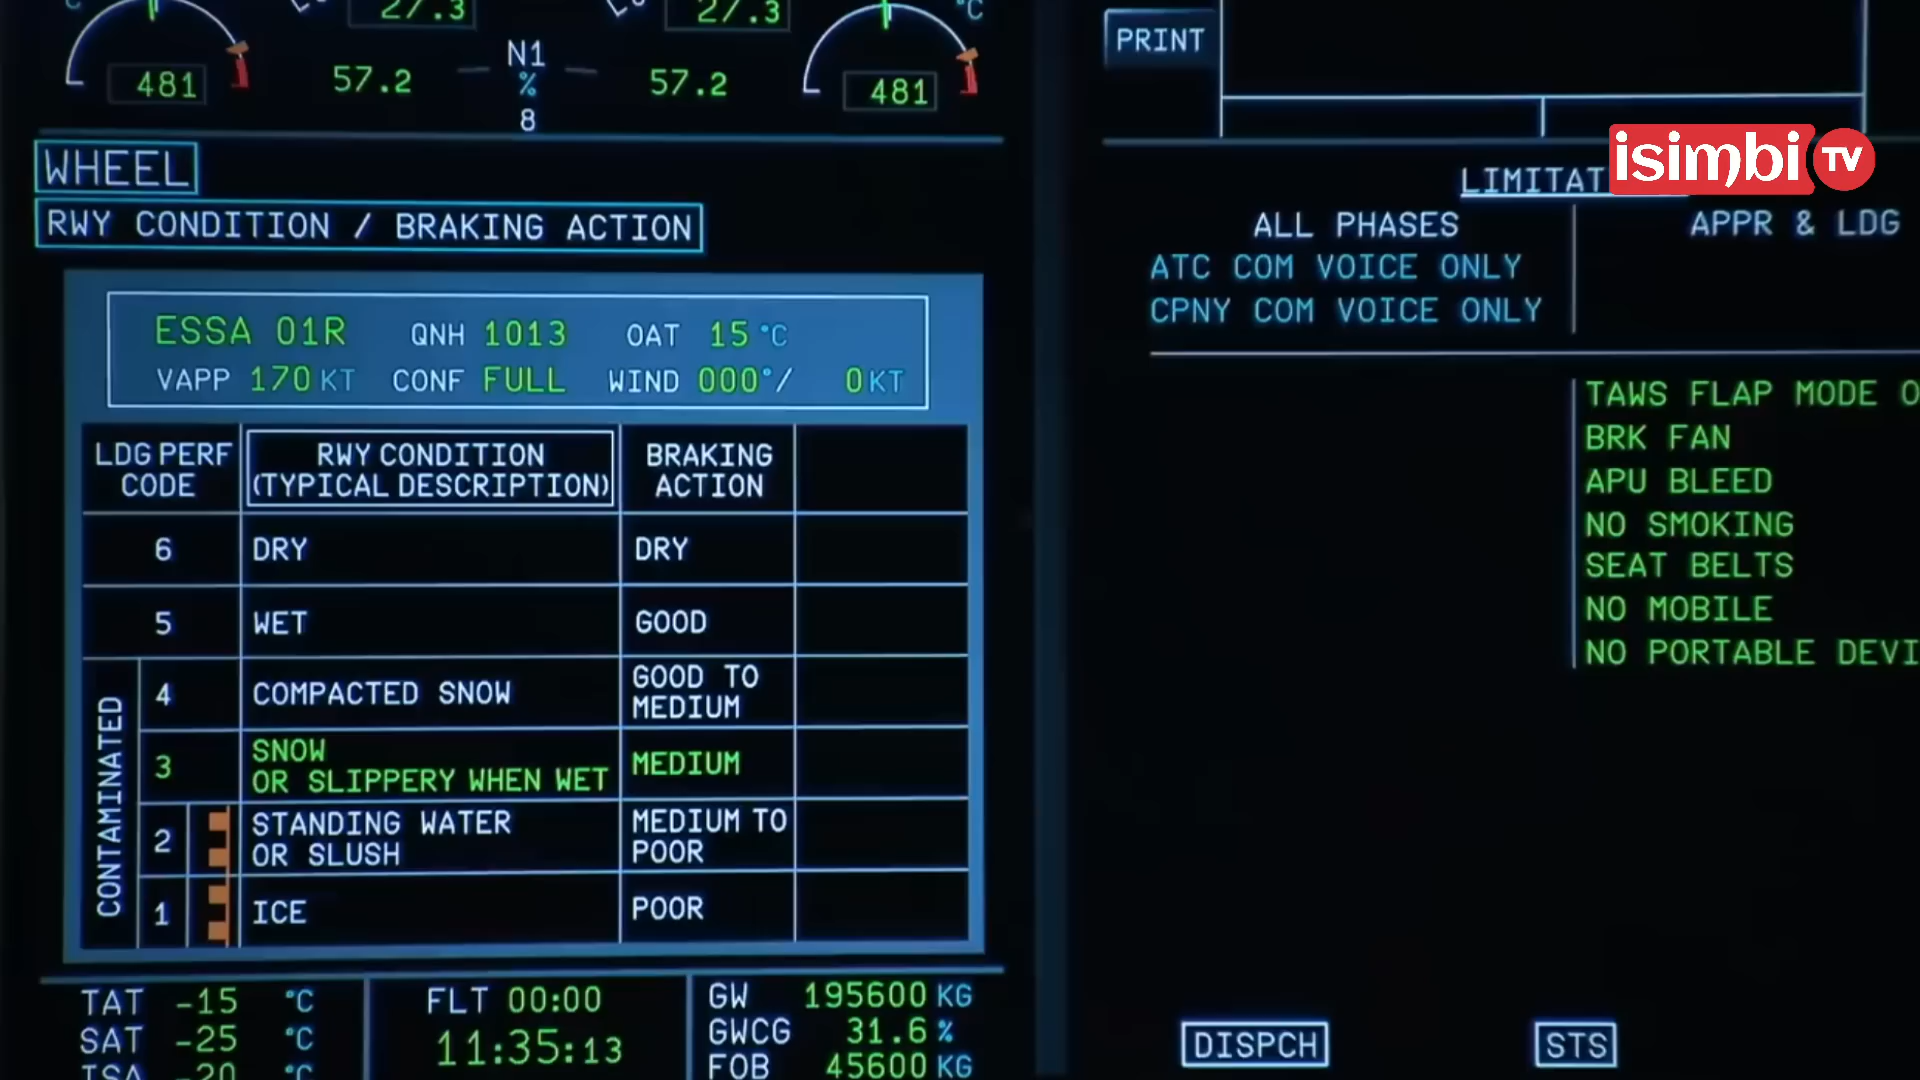 °C
27.3
27.3
°C
PRINT
481
57.2
N1
%
8
57.2
481
WHEEL
RWY CONDITION / BRAKING ACTION
isimbi TV
ALL PHASES
APPR & LDG
ATC COM VOICE ONLY
CPNY COM VOICE ONLY
ESSA 01R QNH 1013 OAT 15 °C
VAPP 170 KT CONF FULL WIND 000°/ 0 KT
TAWS FLAP MODE
BRK FAN
APU BLEED
NO SMOKING
SEAT BELTS
NO MOBILE
NO PORTABLE
LDG PERF CODE
RWY CONDITION
(TYPICAL DESCRIPTION)
BRAKING ACTION
6 DRY DRY
5 WET GOOD
CONTAMINATED
4 COMPACTED SNOW GOOD TO MEDIUM
3 SNOW
OR SLIPPERY WHEN WET MEDIUM
2 STANDING WATER
OR SLUSH MEDIUM TO POOR
1 ICE POOR
TAT -15 °C
SAT -25 °C
-20 °C
FLT 00:00
11:35:13
GW 195600 KG
GWCG 31.6 %
FOB 45600 KG
DISPCH
STS